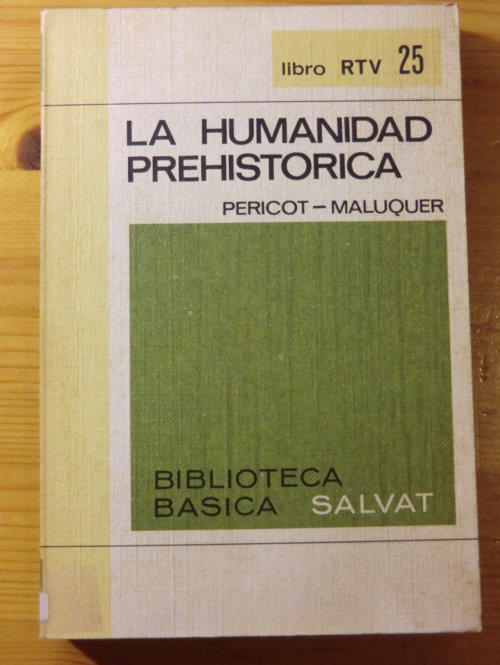 libro RTV 25
LA HUMANIDAD
PREHISTORICA
PERICOT — MALUQUER
BIBLIOTECA
BASICA SALVAT